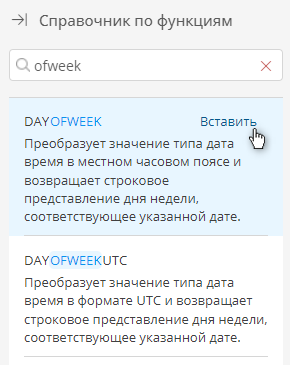 Справочник по функциям
ofweek
DAYOFWEEK Вставить
Преобразует значение типа дата
время в местном часовом поясе и
возвращает строковое
представление дня недели,
соответствующее указанной дате.
DAYOFWEEKUTC
Преобразует значение типа дата
время в формате UTC и возвращает
строковое представление дня недели,
соответствующее указанной дате.